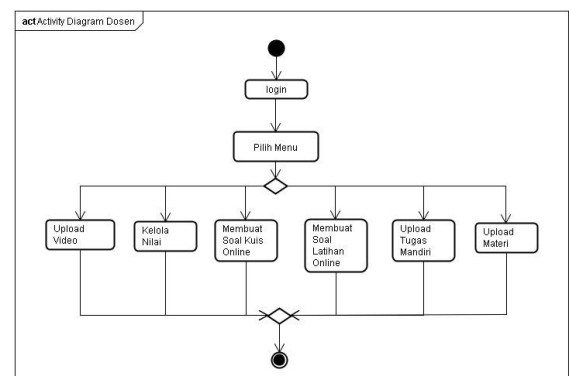 act Activity Diagram Dosen
login
Pilih Menu
Upload
Video
Kelola
Nilai
Membuat
Soal Kuis
Online
Membuat
Soal
Latihan
Online
Upload
Tugas
Mandiri
Upload
Materi